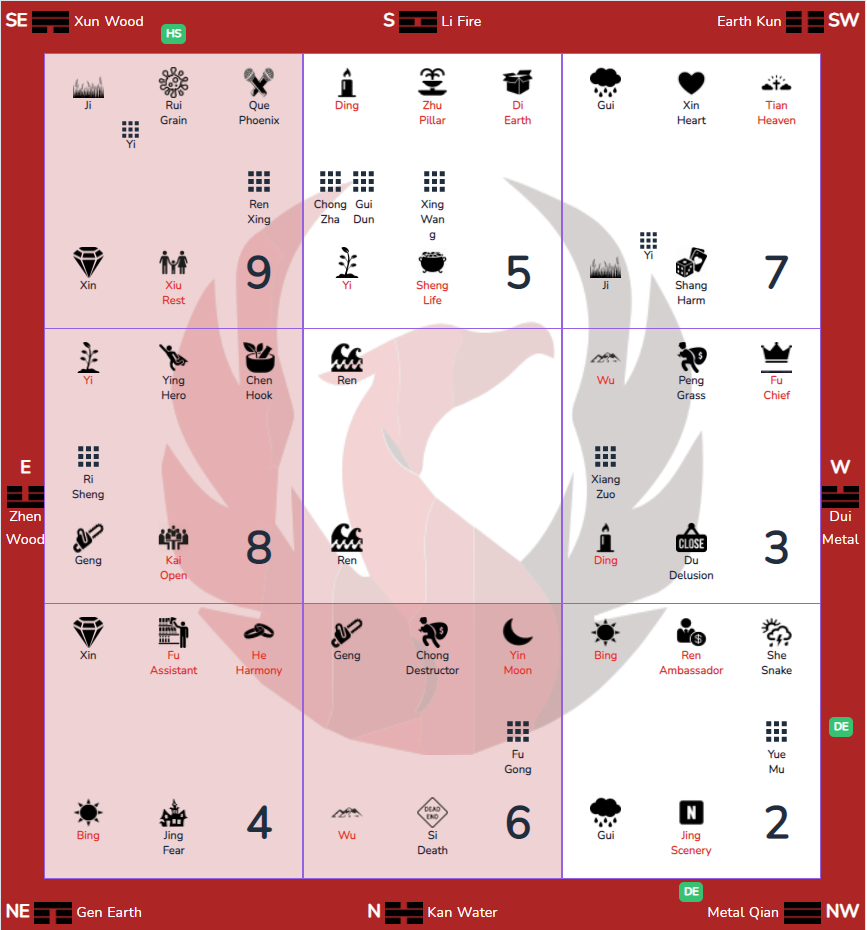 SE Xun Wood
HS
S Li Fire
Earth Kun SW
Ji Rui Que
Grain Phoenix
Yi
Ren
Xing
Xin Xiu 9
Rest
Ding Zhu Di
Pillar Earth
Chong Gui Xing
Zha Dun Wan
g
Yi Sheng 5
Life
Gui Xin Tian
Heart Heaven
Yi
Ji Shang 7
Harm
E
Zhen
Wood
Yi Ying Chen
Hero Hook
Ri
Sheng
Geng Kai 8
Open
Ren
Ren
Wu Peng Fu
Grass Chief
Xiang
Zuo
CLOSE
Ding Du 3
Delusion
W
Dui
Metal
Xin Fu He
Assistant Harmony
Bing Jing 4
Fear
Geng Chong Yin
Destructor Moon
Fu
Gong
DEAD
END
Wu Si 6
Death
Bing Ren She
Ambassador Snake
Yue
Mu
N
Gui Jing 2
Scenery
DE
DE
NE Gen Earth
N Kan Water
Metal Qian NW